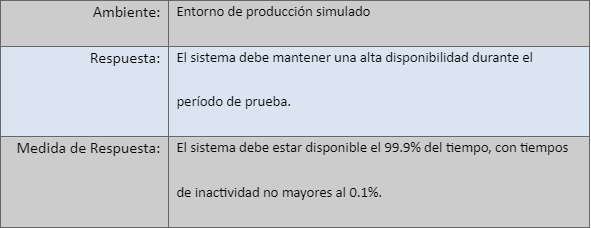 Ambiente: Entorno de producción simulado
Respuesta: El sistema debe mantener una alta disponibilidad durante el
período de prueba.
Medida de Respuesta: El sistema debe estar disponible el 99.9% del tiempo, con tiempos
de inactividad no mayores al 0.1%.